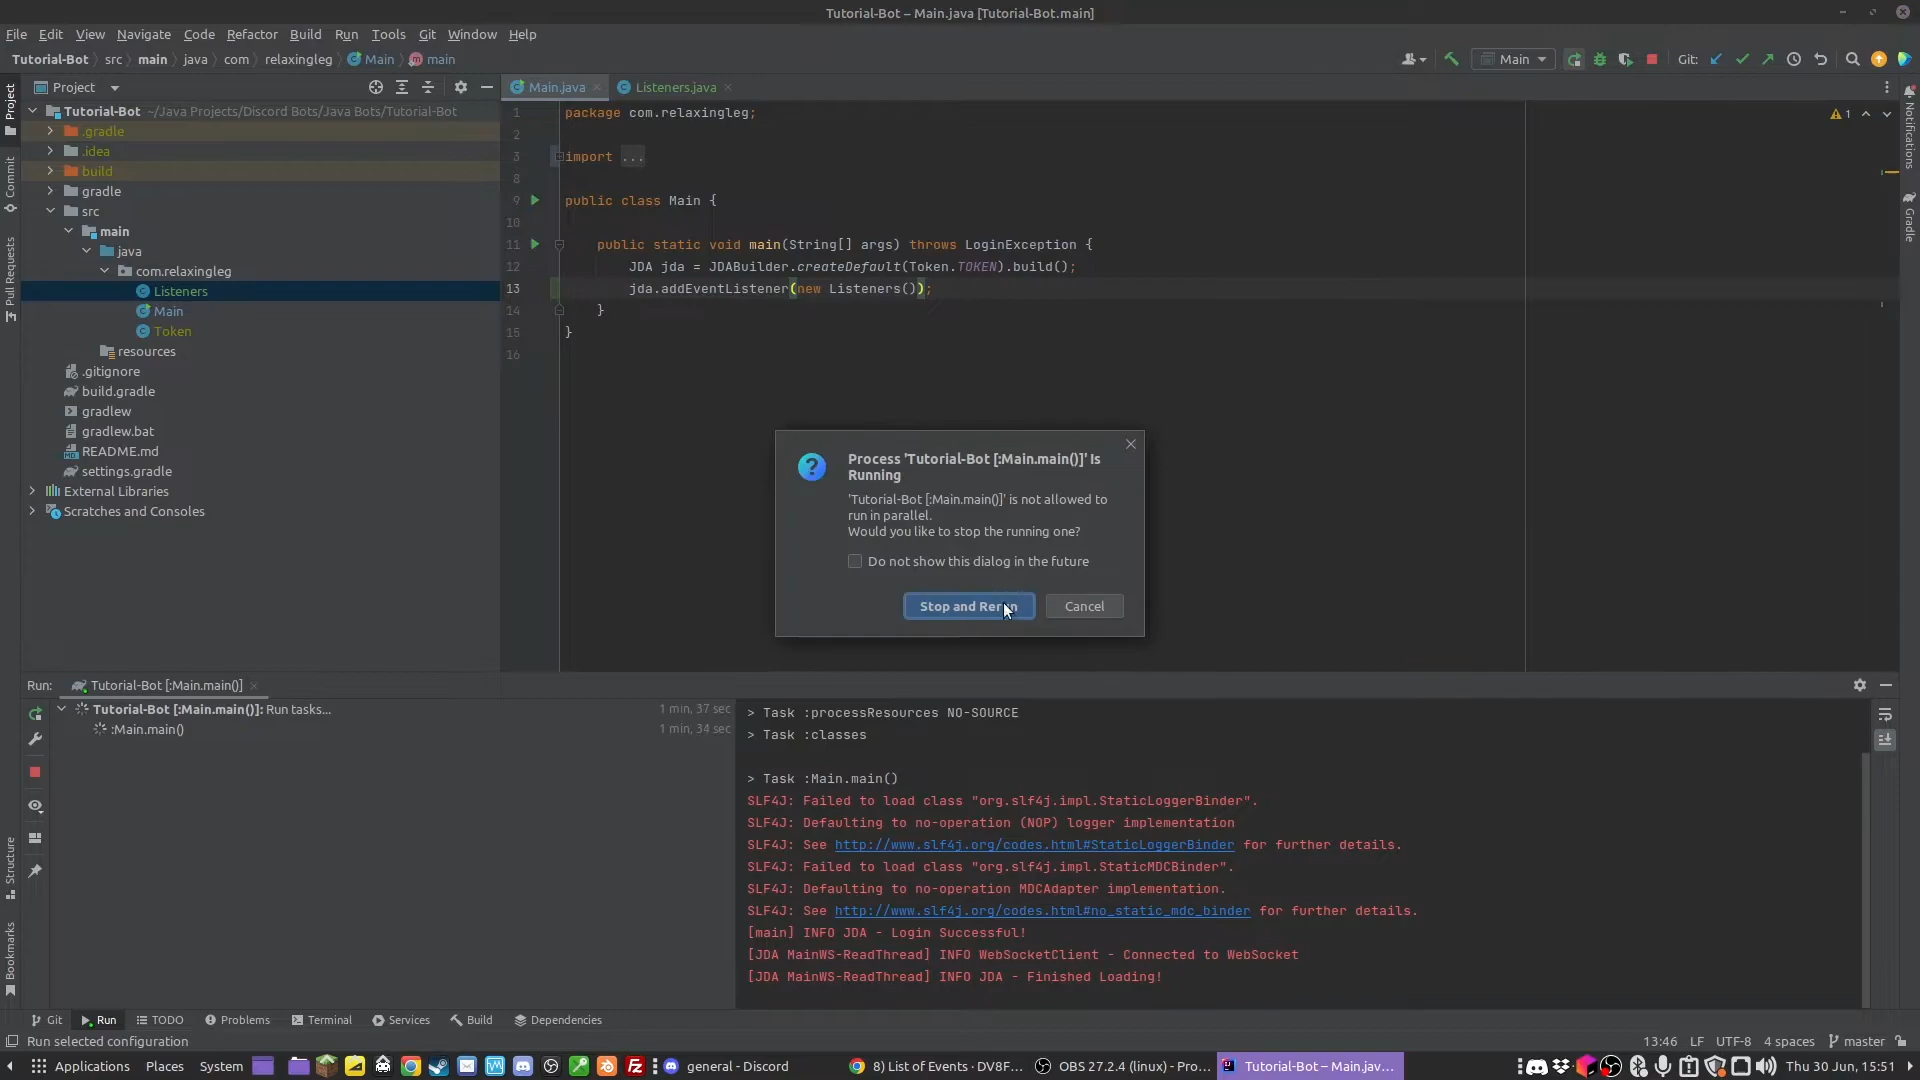 Tutorial-Bot – Main.java [Tutorial-Bot.main]
File Edit View Navigate Code Refactor Build Run Tools Git Window Help
Tutorial-Bot src main java com relaxingleg Main main
Main Git:
Project
Main.java Listeners.java
Project
Commit
Pull Requests
Structure
Bookmarks
Notifications
Gradle
Tutorial-Bot ~/Java Projects/Discord Bots/Java Bots/Tutorial-Bot
.gradle
.idea
build
gradle
src
main
java
com.relaxingleg
Listeners
Main
Token
resources
.gitignore
build.gradle
gradlew
gradlew.bat
README.md
settings.gradle
External Libraries
Scratches and Consoles
1 package com.relaxingleg;
2
3 import ...
8
9 public class Main {
10
11 public static void main(String[] args) throws LoginException {
12 JDA jda = JDABuilder.createDefault(Token.TOKEN).build();
13 jda.addEventListener(new Listeners());
14 }
15 }
16
1
Process 'Tutorial-Bot [:Main.main()]' Is
Running
'Tutorial-Bot [:Main.main()]' is not allowed to
run in parallel.
Would you like to stop the running one?
Do not show this dialog in the future
Stop and Rerun Cancel
Run: Tutorial-Bot [:Main.main()]
Tutorial-Bot [:Main.main()]: Run tasks... 1 min, 37 sec
:Main.main() 1 min, 34 sec
> Task :processResources NO-SOURCE
> Task :classes
> Task :Main.main()
SLF4J: Failed to load class "org.slf4j.impl.StaticLoggerBinder".
SLF4J: Defaulting to no-operation (NOP) logger implementation
SLF4J: See http://www.slf4j.org/codes.html#StaticLoggerBinder for further details.
SLF4J: Failed to load class "org.slf4j.impl.StaticMDCBinder".
SLF4J: Defaulting to no-operation MDCAdapter implementation.
SLF4J: See http://www.slf4j.org/codes.html#no_static_mdc_binder for further details.
[main] INFO JDA - Login Successful!
[JDA MainWS-ReadThread] INFO WebSocketClient - Connected to WebSocket
[JDA MainWS-ReadThread] INFO JDA - Finished Loading!
Git Run TODO Problems Terminal Services Build Dependencies
Run selected configuration
13:46 LF UTF-8 4 spaces master
Applications Places System general - Discord 8) List of Events · DV8F... OBS 27.2.4 (linux) - Pro... Tutorial-Bot – Main.jav... Thu 30 Jun, 15:51